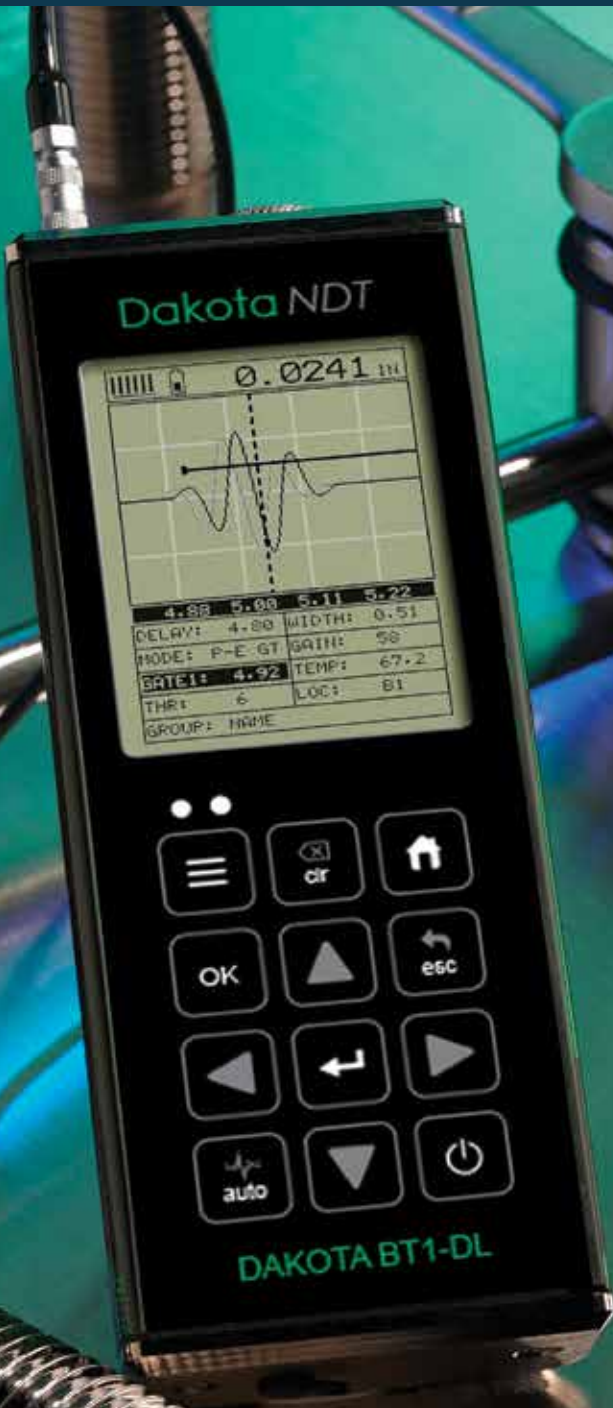 Dakota NDT
0.0241 IN
4.88 5.00 5.11 5.22
DELAY: 4.80 WIDTH: 0.51
MODE: P-E GT GAIN: 58
GATE1: 4.92 TEMP: 67.2
THR: 6 LOC: B1
GROUP: NAME
clr
OK
esc
auto
DAKOTA BT1-DL